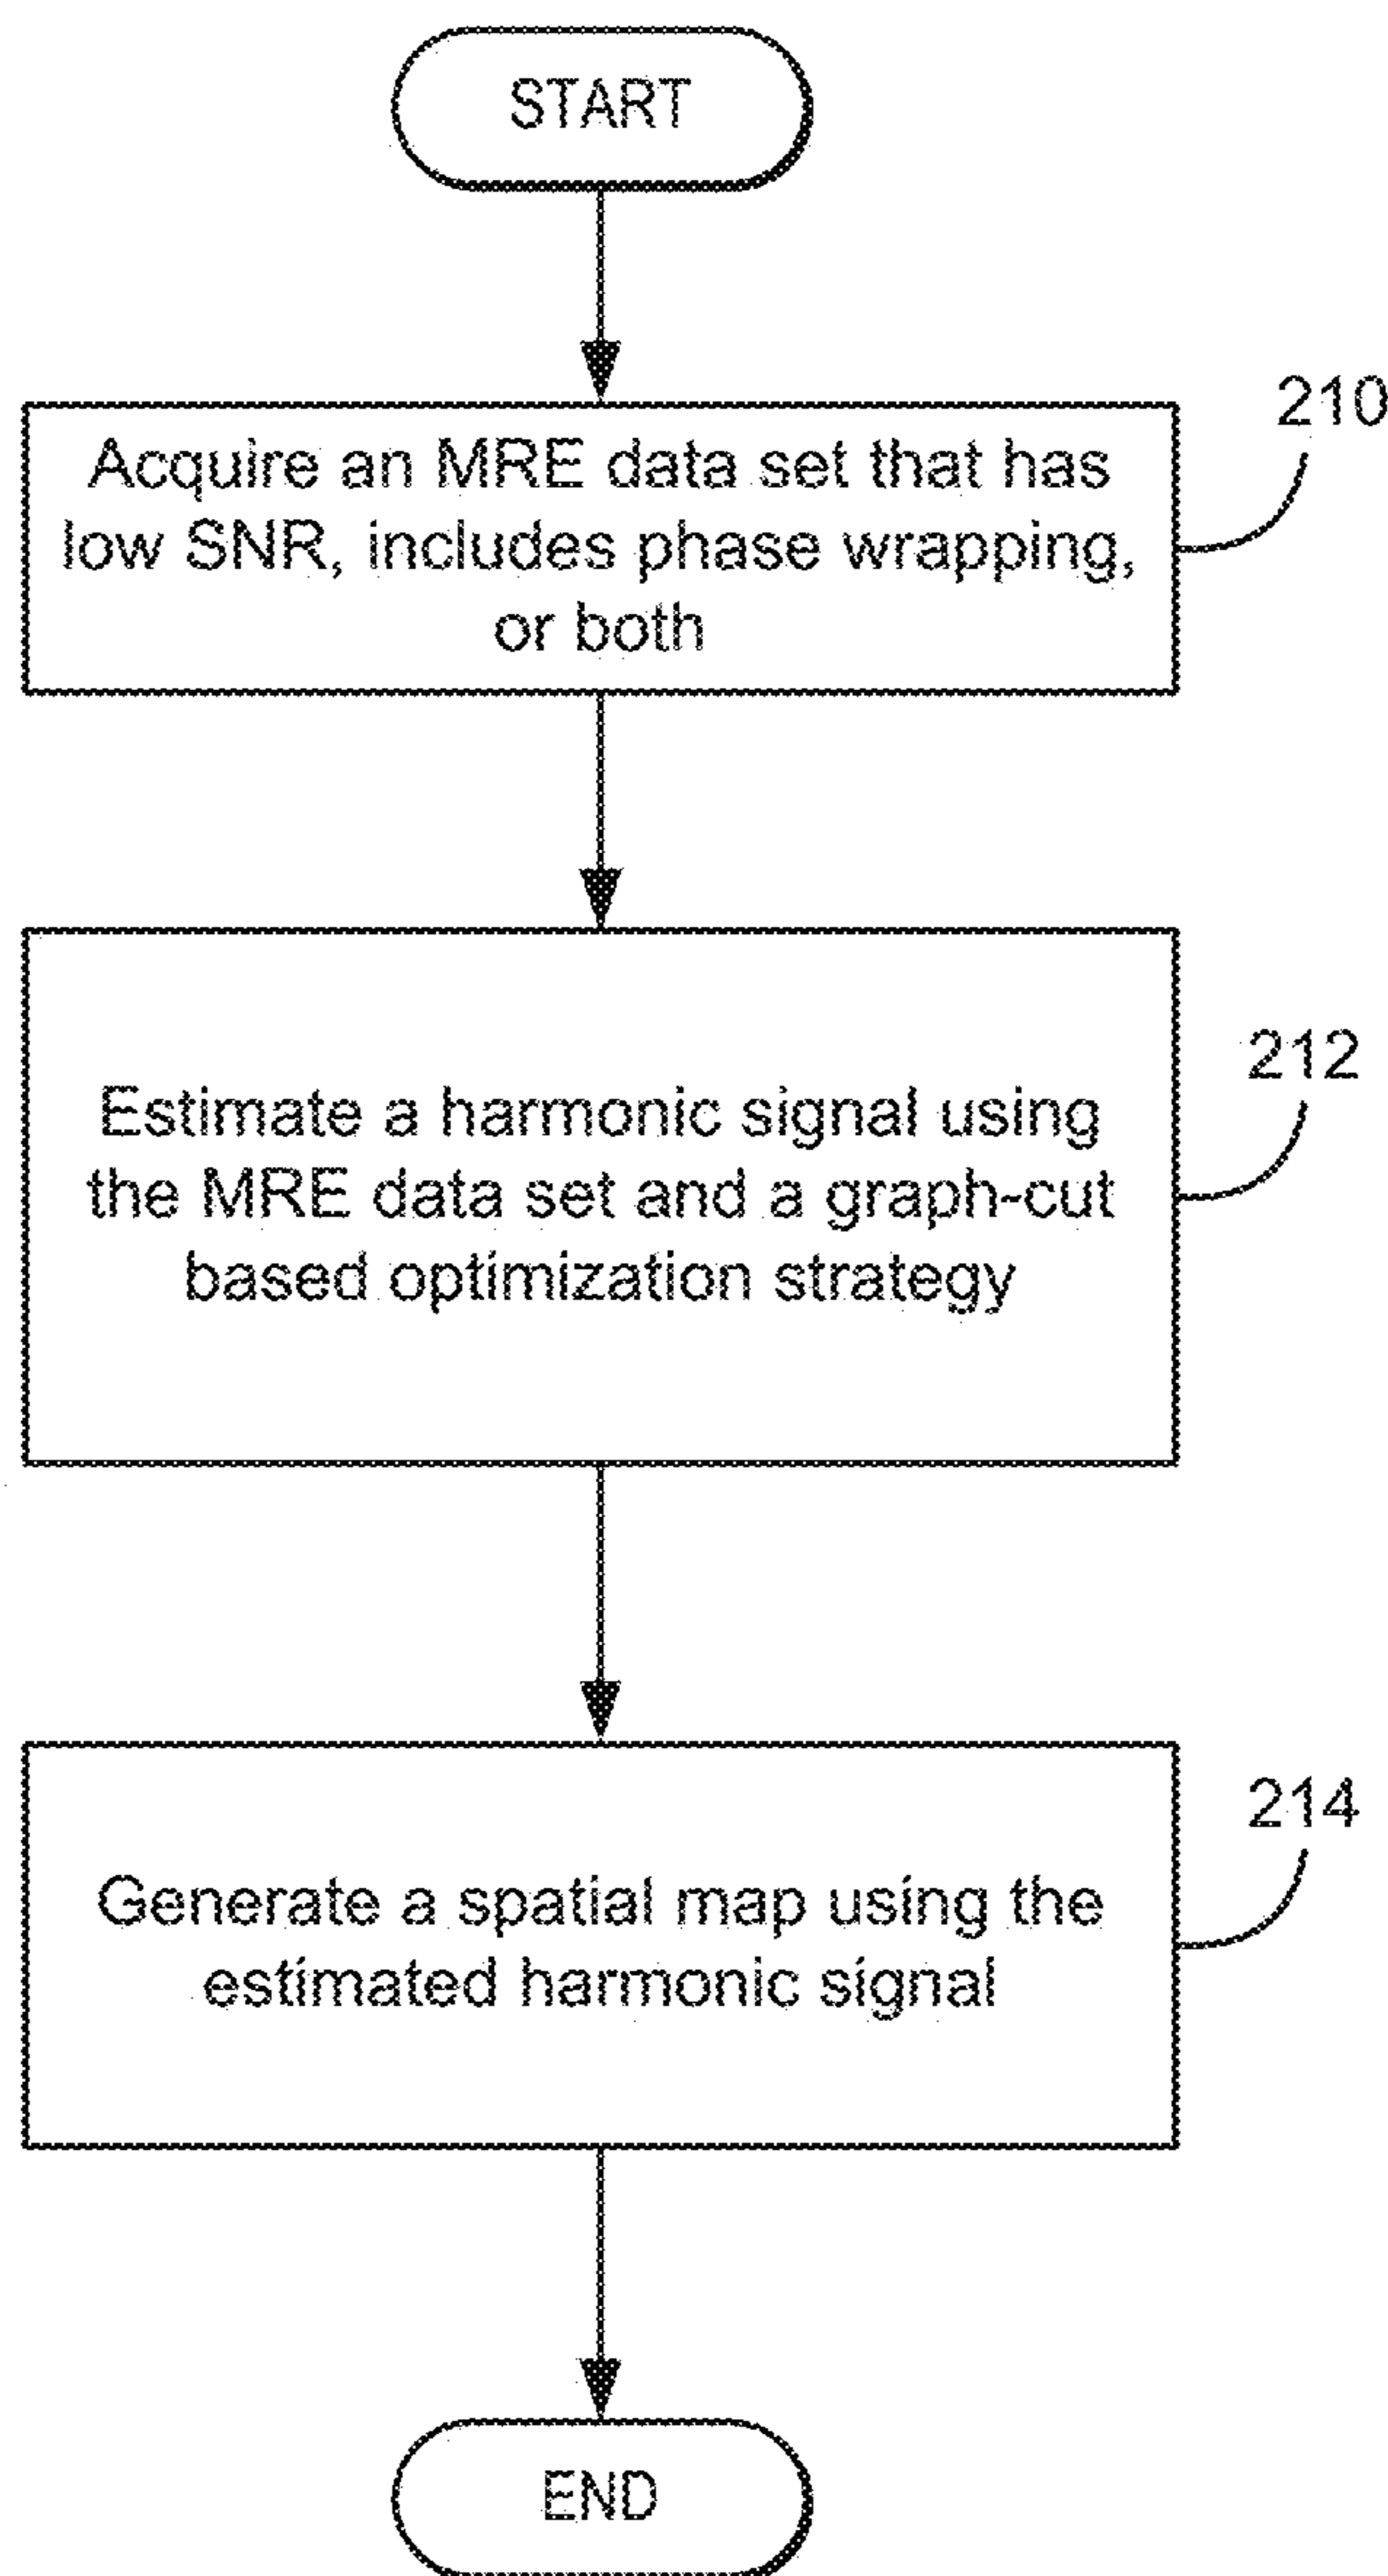 START
210
Acquire an MRE data set that has
low SNR, includes phase wrapping,
or both
212
Estimate a harmonic signal using
the MRE data set and a graph-cut
based optimization strategy
214
Generate a spatial map using the
estimated harmonic signal
END